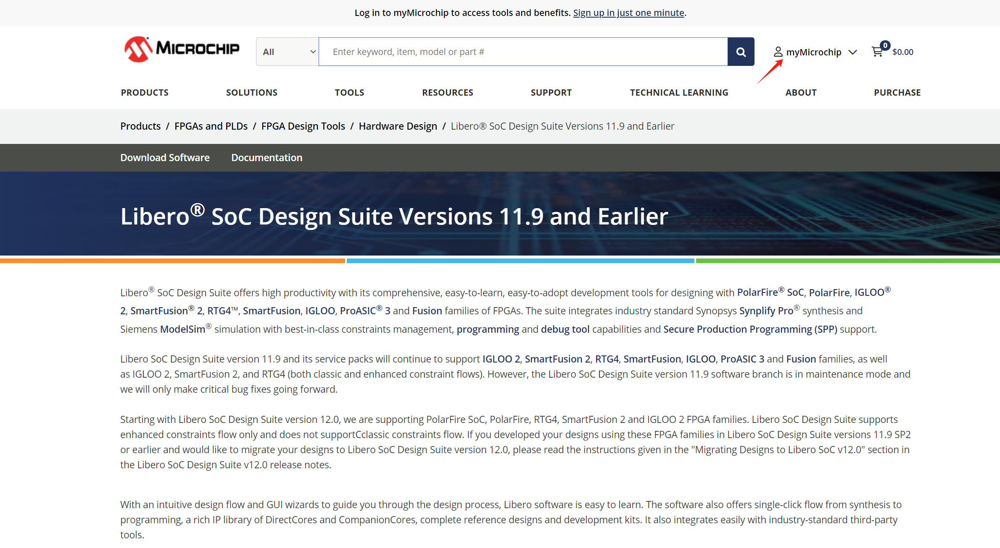 Log in to myMicrochip to access tools and benefits. Sign up in just one minute.
MICROCHIP
All
Enter keyword, item, model or part #
myMicrochip
0
$0.00
PRODUCTS SOLUTIONS TOOLS RESOURCES SUPPORT TECHNICAL LEARNING ABOUT PURCHASE
Products / FPGAs and PLDs / FPGA Design Tools / Hardware Design / Libero® SoC Design Suite Versions 11.9 and Earlier
Download Software Documentation
Libero® SoC Design Suite Versions 11.9 and Earlier
Libero® SoC Design Suite offers high productivity with its comprehensive, easy-to-learn, easy-to-adopt development tools for designing with PolarFire® SoC, PolarFire, IGLOO®
2, SmartFusion® 2, RTG4™, SmartFusion, IGLOO, ProASIC® 3 and Fusion families of FPGAs. The suite integrates industry standard Synopsys Synplify Pro® synthesis and
Siemens ModelSim® simulation with best-in-class constraints management, programming and debug tool capabilities and Secure Production Programming (SPP) support.
Libero SoC Design Suite version 11.9 and its service packs will continue to support IGLOO 2, SmartFusion 2, RTG4, SmartFusion, IGLOO, ProASIC 3 and Fusion families, as well
as IGLOO 2, SmartFusion 2, and RTG4 (both classic and enhanced constraint flows). However, the Libero SoC Design Suite version 11.9 software branch is in maintenance mode and
we will only make critical bug fixes going forward.
Starting with Libero SoC Design Suite version 12.0, we are supporting PolarFire SoC, PolarFire, RTG4, SmartFusion 2 and IGLOO 2 FPGA families. Libero SoC Design Suite supports
enhanced constraints flow only and does not supportCclassic constraints flow. If you developed your designs using these FPGA families in Libero SoC Design Suite versions 11.9 SP2
or earlier and would like to migrate your designs to Libero SoC Design Suite version 12.0, please read the instructions given in the "Migrating Designs to Libero SoC v12.0" section in
the Libero SoC Design Suite v12.0 release notes.
With an intuitive design flow and GUI wizards to guide you through the design process, Libero software is easy to learn. The software also offers single-click flow from synthesis to
programming, a rich IP library of DirectCores and CompanionCores, complete reference designs and development kits. It also integrates easily with industry-standard third-party
tools.